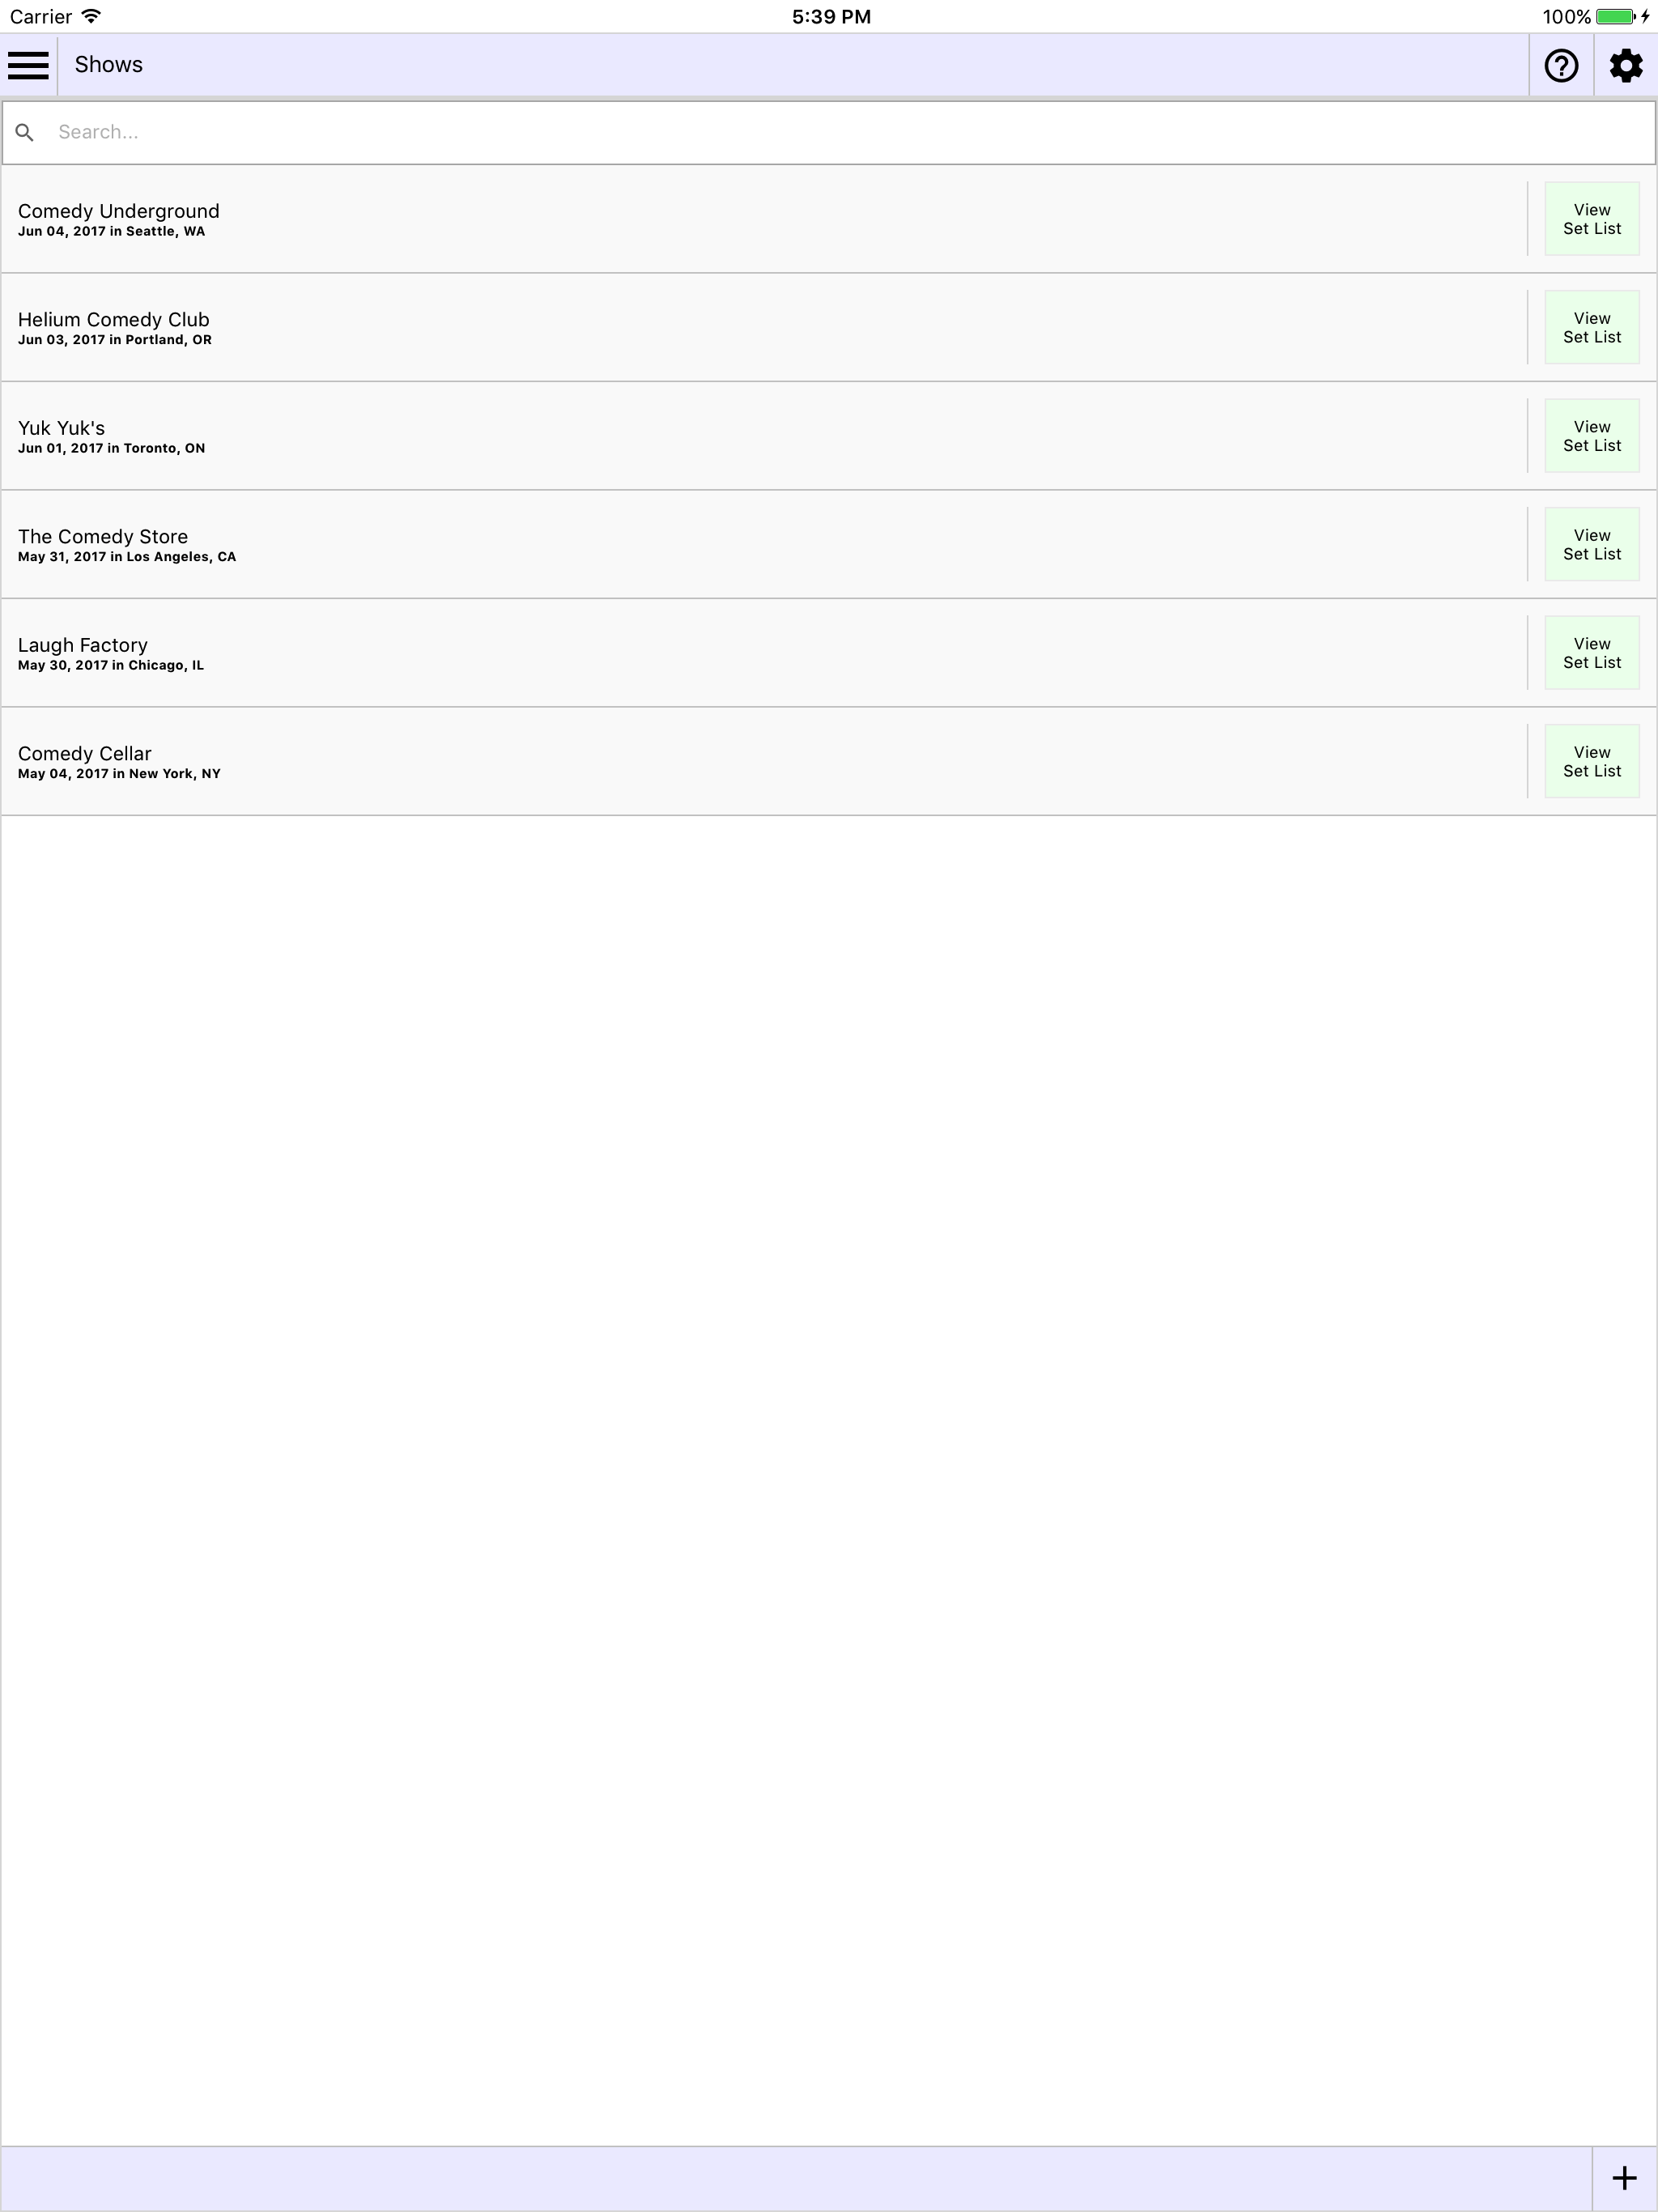 Carrier 5:39 PM 100%
Shows
Search...
Comedy Underground
Jun 04, 2017 in Seattle, WA
View
Set List
Helium Comedy Club
Jun 03, 2017 in Portland, OR
View
Set List
Yuk Yuk's
Jun 01, 2017 in Toronto, ON
View
Set List
The Comedy Store
May 31, 2017 in Los Angeles, CA
View
Set List
Laugh Factory
May 30, 2017 in Chicago, IL
View
Set List
Comedy Cellar
May 04, 2017 in New York, NY
View
Set List